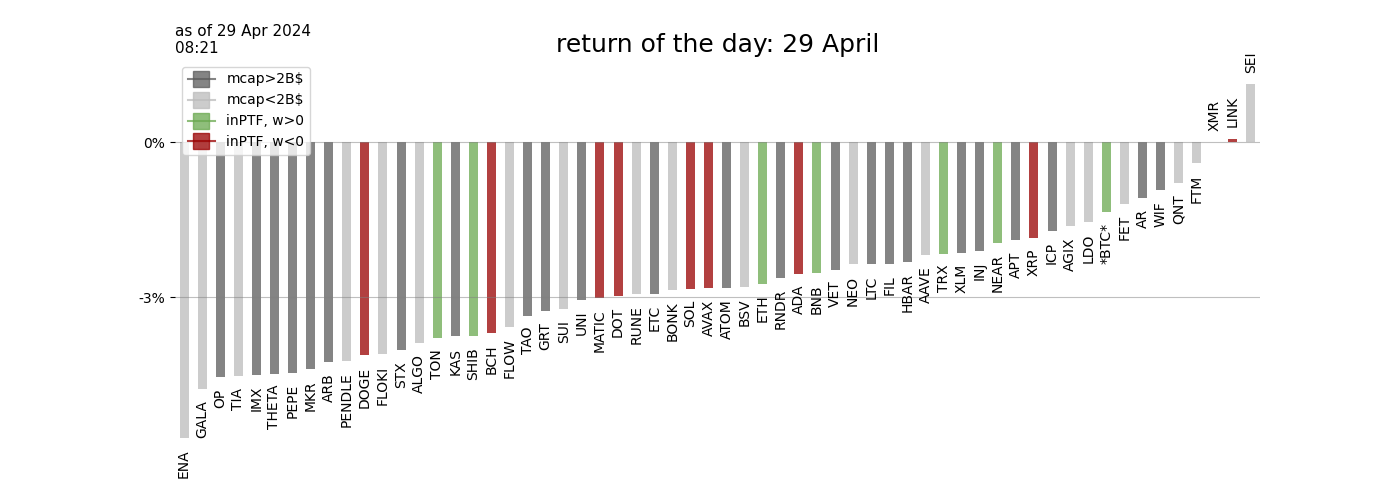 as of 29 Apr 2024
08:21
return of the day: 29 April
mcap>2B$
mcap<2B$
inPTF, w>0
inPTF, w<0
0%
-3%
ENA
GALA
OP
TIA
IMX
THETA
PEPE
MKR
ARB
PENDLE
DOGE
FLOKI
STX
ALGO
TON
KAS
SHIB
BCH
FLOW
TAO
GRT
SUI
UNI
MATIC
DOT
RUNE
ETC
BONK
SOL
AVAX
ATOM
BSV
ETH
RNDR
ADA
BNB
VET
NEO
LTC
FIL
HBAR
AAVE
TRX
XLM
INJ
NEAR
APT
XRP
ICP
AGIX
LDO
*BTC*
FET
AR
WIF
QNT
FTM
XMR
LINK
SEI